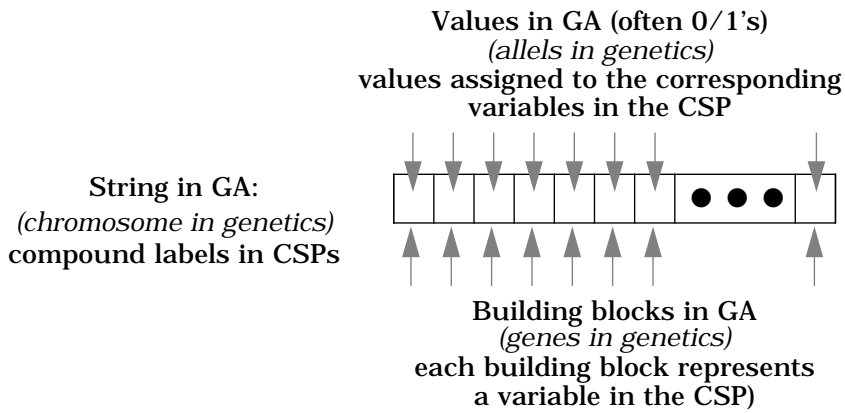 Values in GA (often 0/1's)
(allels in genetics)
values assigned to the corresponding
variables in the CSP
String in GA:
(chromosome in genetics)
compound labels in CSPs
Building blocks in GA
(genes in genetics)
each building block represents
a variable in the CSP)